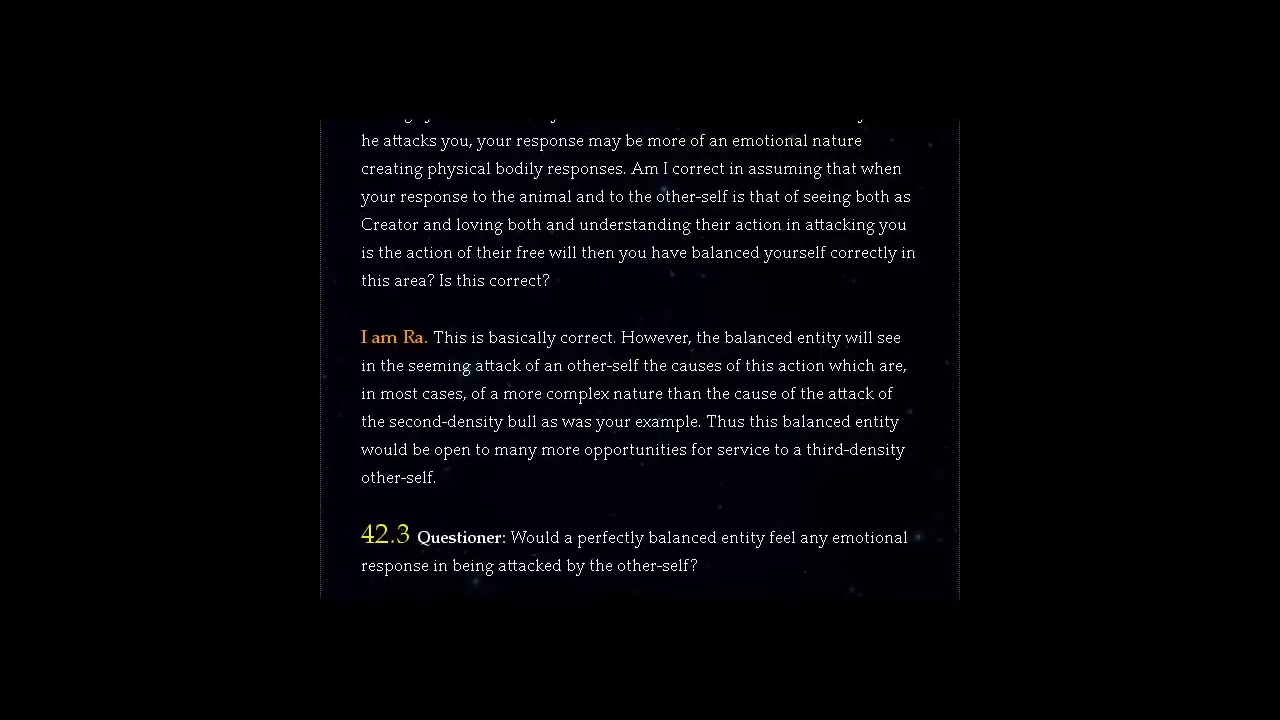 he attacks you, your response may be more of an emotional nature
creating physical bodily responses. Am I correct in assuming that when
your response to the animal and to the other-self is that of seeing both as
Creator and loving both and understanding their action in attacking you
is the action of their free will then you have balanced yourself correctly in
this area? Is this correct?
I am Ra. This is basically correct. However, the balanced entity will see
in the seeming attack of an other-self the causes of this action which are,
in most cases, of a more complex nature than the cause of the attack of
the second-density bull as was your example. Thus this balanced entity
would be open to many more opportunities for service to a third-density
other-self.
42.3 Questioner: Would a perfectly balanced entity feel any emotional
response in being attacked by the other-self?